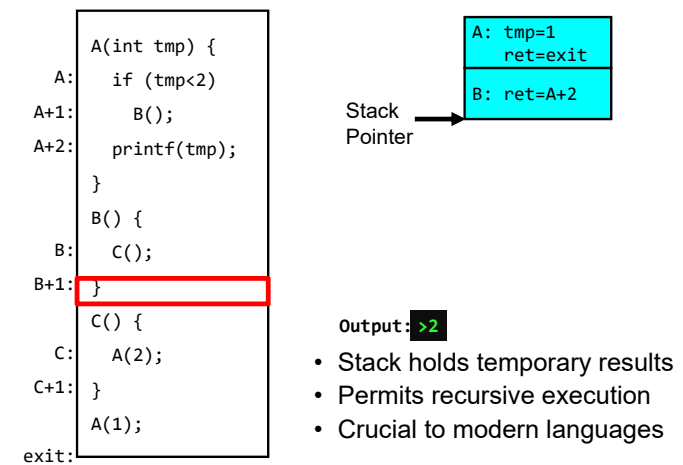 A(int tmp) {
A: if (tmp<2)
A+1: B();
A+2: printf(tmp);
}
B() {
B: C();
B+1: }
C() {
C: A(2);
C+1: }
A(1);
exit:
A: tmp=1
ret=exit
B: ret=A+2
Stack
Pointer
Output: >2
• Stack holds temporary results
• Permits recursive execution
• Crucial to modern languages